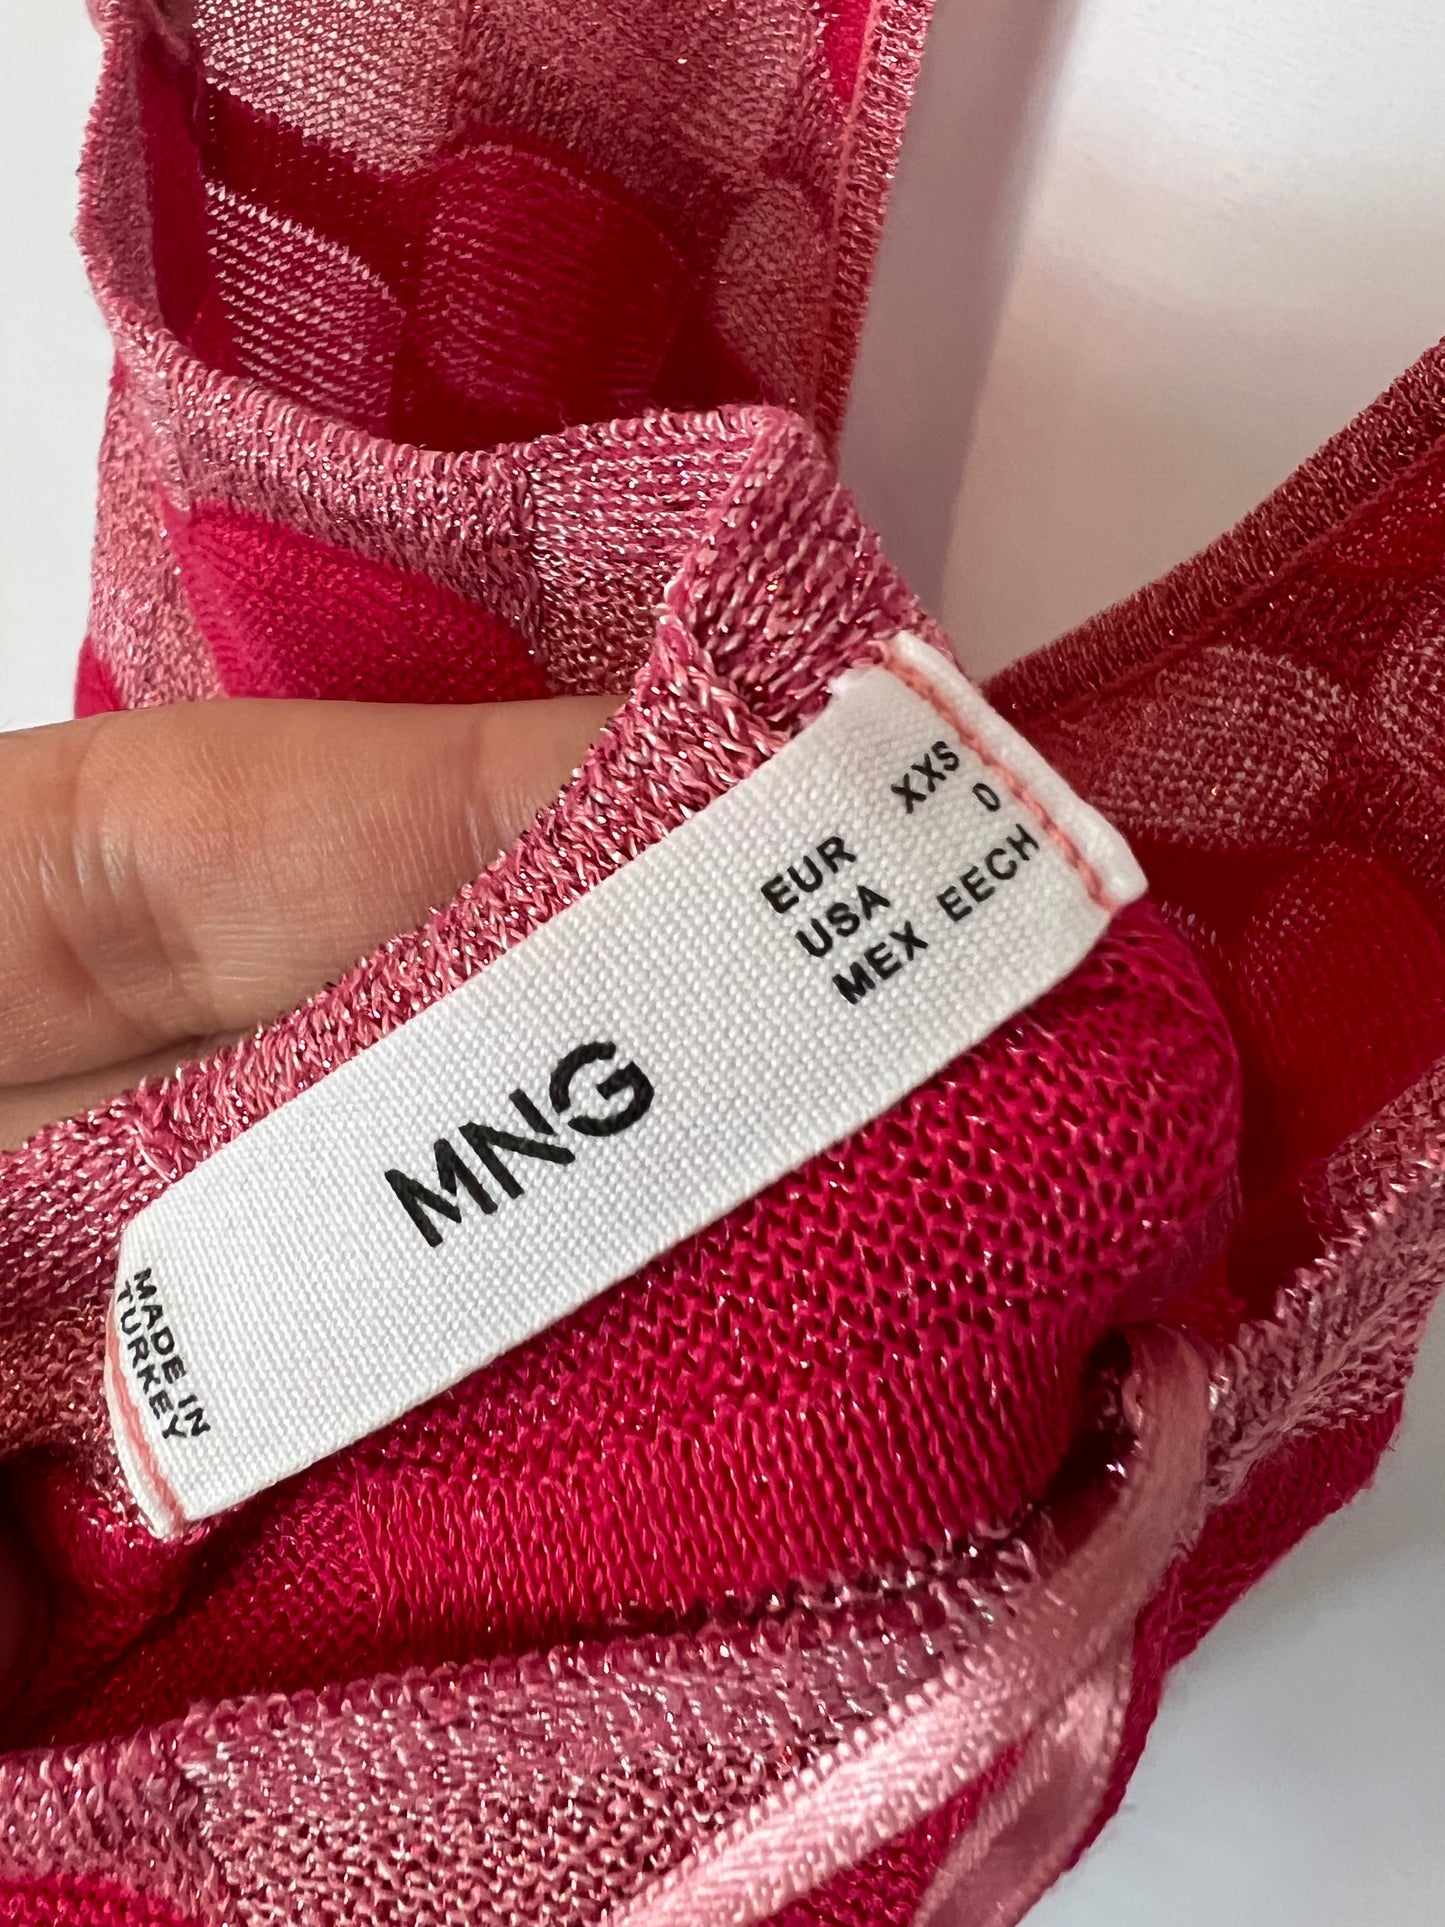 EUR XXS
USA 0
MEX EECH
MNG
MADE IN
TURKEY